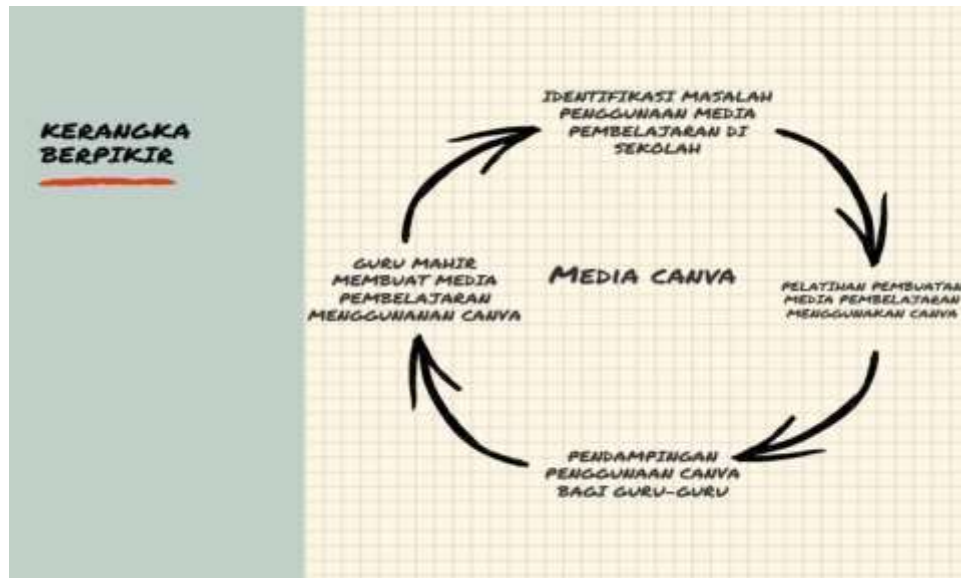 KERANGKA
BERPIKIR
IDENTIFIKASI MASALAH
PENGGUNAAN MEDIA
PEMBELAJARAN DI
SEKOLAH
GURU MAHIR
MEMBUAT MEDIA
PEMBELAJARAN
MENGGUNANAN CANVA
MEDIA CANVA
PELATIHAN PEMBUATAN
MEDIA PEMBELAJARAN
MENGGUNAKAN CANVA
PENDAMPINGAN
PENGGUNAAN CANVA
BAGI GURU-GURU